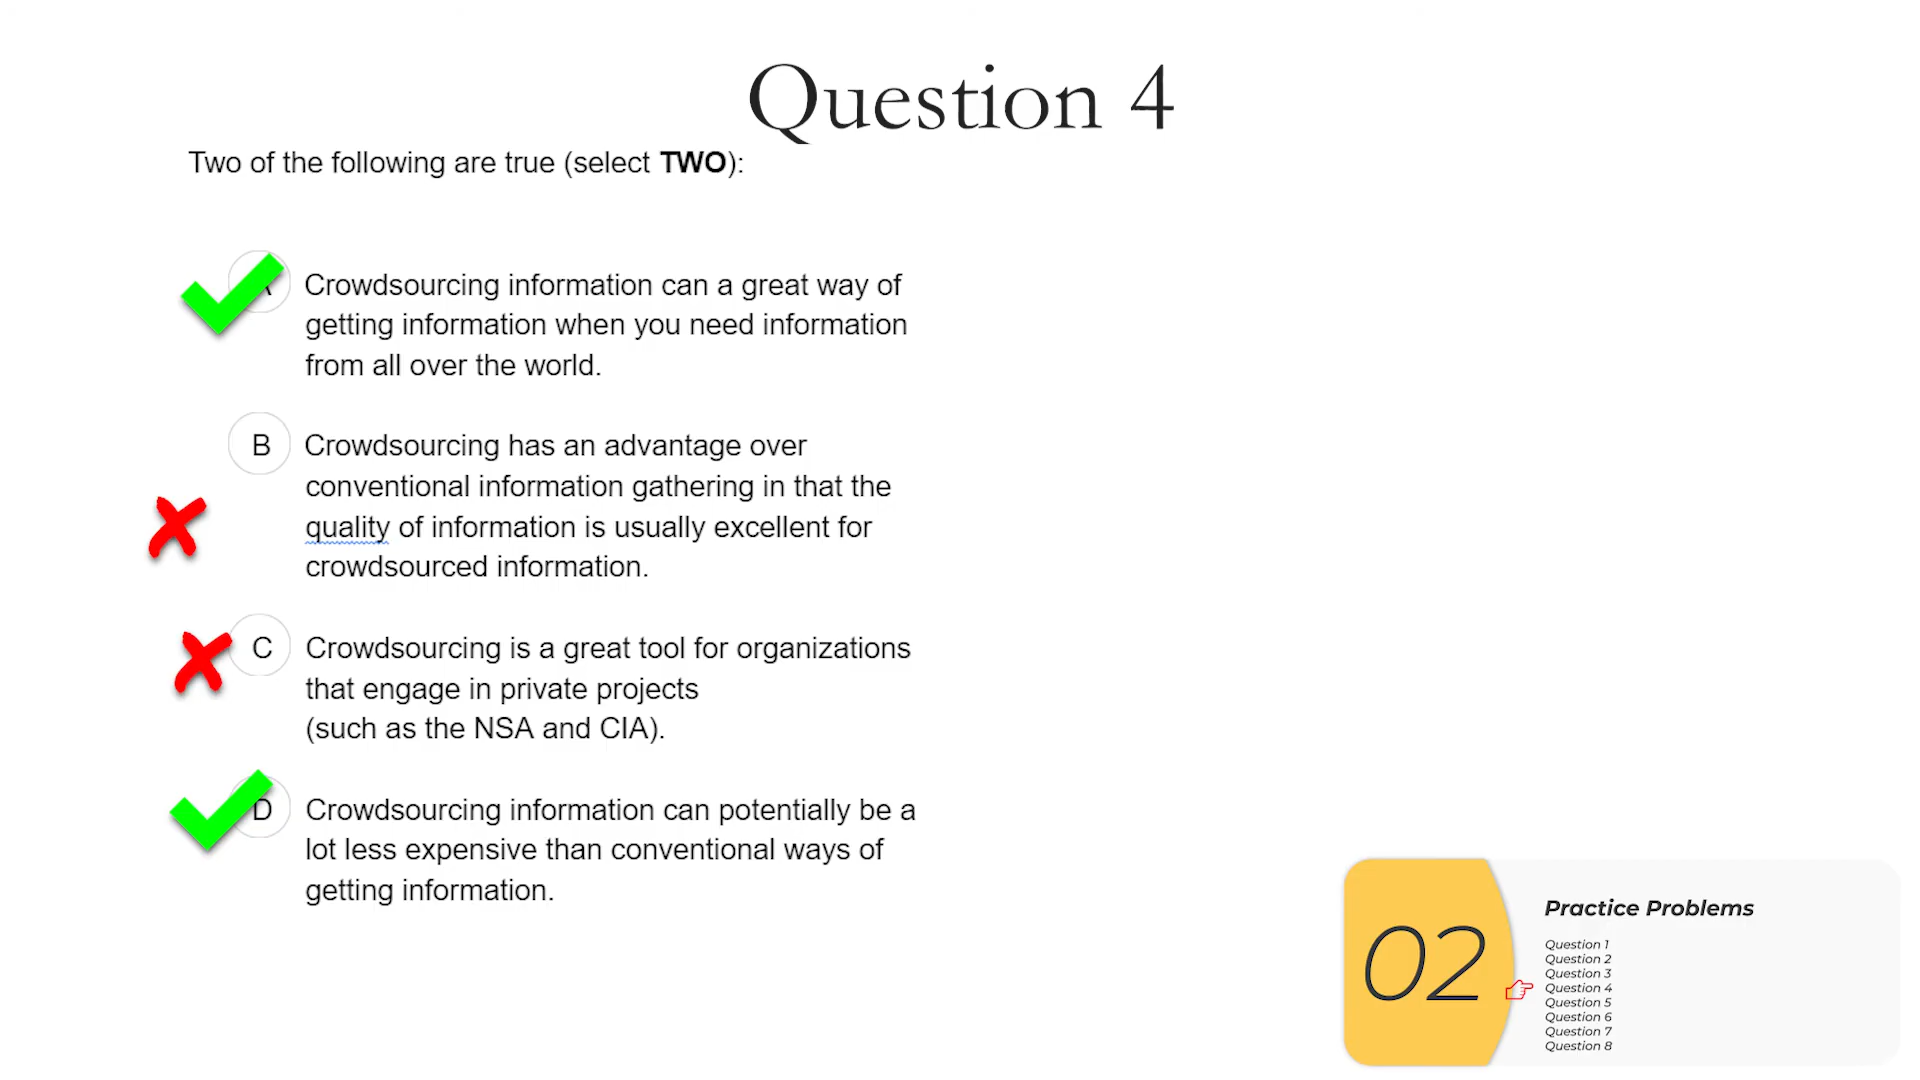 Question 4
Two of the following are true (select TWO):
Crowdsourcing information can a great way of
getting information when you need information
from all over the world.
B
Crowdsourcing has an advantage over
conventional information gathering in that the
quality of information is usually excellent for
crowdsourced information.
C
Crowdsourcing is a great tool for organizations
that engage in private projects
(such as the NSA and CIA).
D
Crowdsourcing information can potentially be a
lot less expensive than conventional ways of
getting information.
02
Practice Problems
Question 1
Question 2
Question 3
Question 4
Question 5
Question 6
Question 7
Question 8